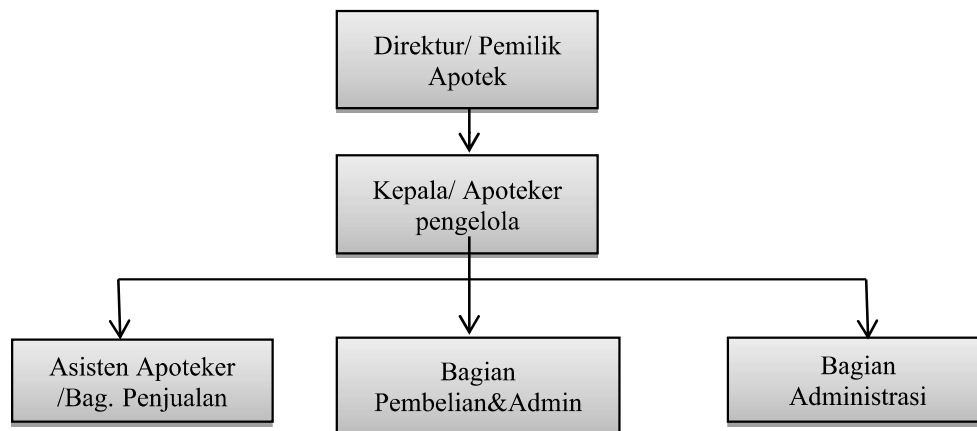 Direktur/ Pemilik
Apotek
Kepala/ Apoteker
pengelola
Asisten Apoteker
/Bag. Penjualan
Bagian
Pembelian&Admin
Bagian
Administrasi